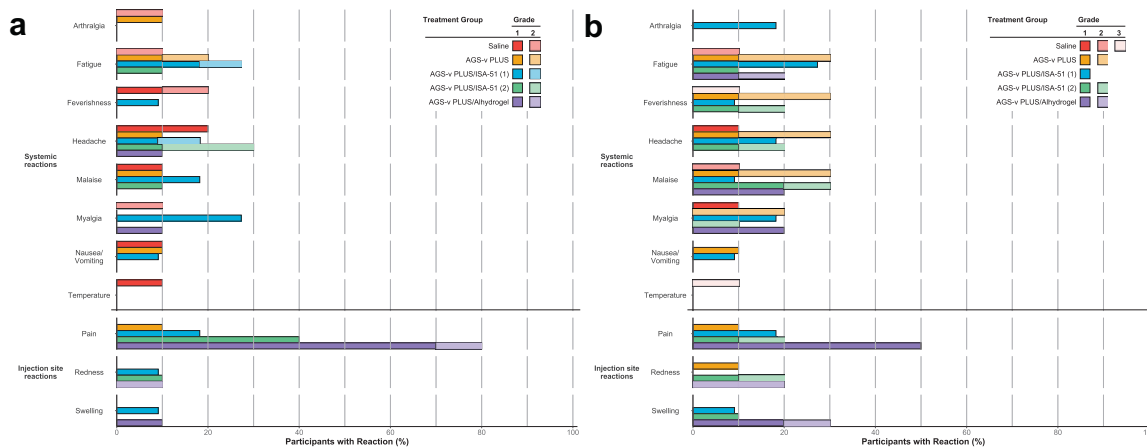 a
Treatment Group
Grade
1 2
Saline
AGS-v PLUS
AGS-v PLUS/ISA-51 (1)
AGS-v PLUS/ISA-51 (2)
AGS-v PLUS/Alhydrogel
Systemic
reactions
Arthralgia
Fatigue
Feverishness
Headache
Malaise
Myalgia
Nausea/
Vomiting
Temperature
Injection site
reactions
Pain
Redness
Swelling
0 20 40 60 80 100
Participants with Reaction (%)
b
Treatment Group
Grade
1 2 3
Saline
AGS-v PLUS
AGS-v PLUS/ISA-51 (1)
AGS-v PLUS/ISA-51 (2)
AGS-v PLUS/Alhydrogel
Systemic
reactions
Arthralgia
Fatigue
Feverishness
Headache
Malaise
Myalgia
Nausea/
Vomiting
Temperature
Injection site
reactions
Pain
Redness
Swelling
0 20 40 60 80
Participants with Reaction (%)